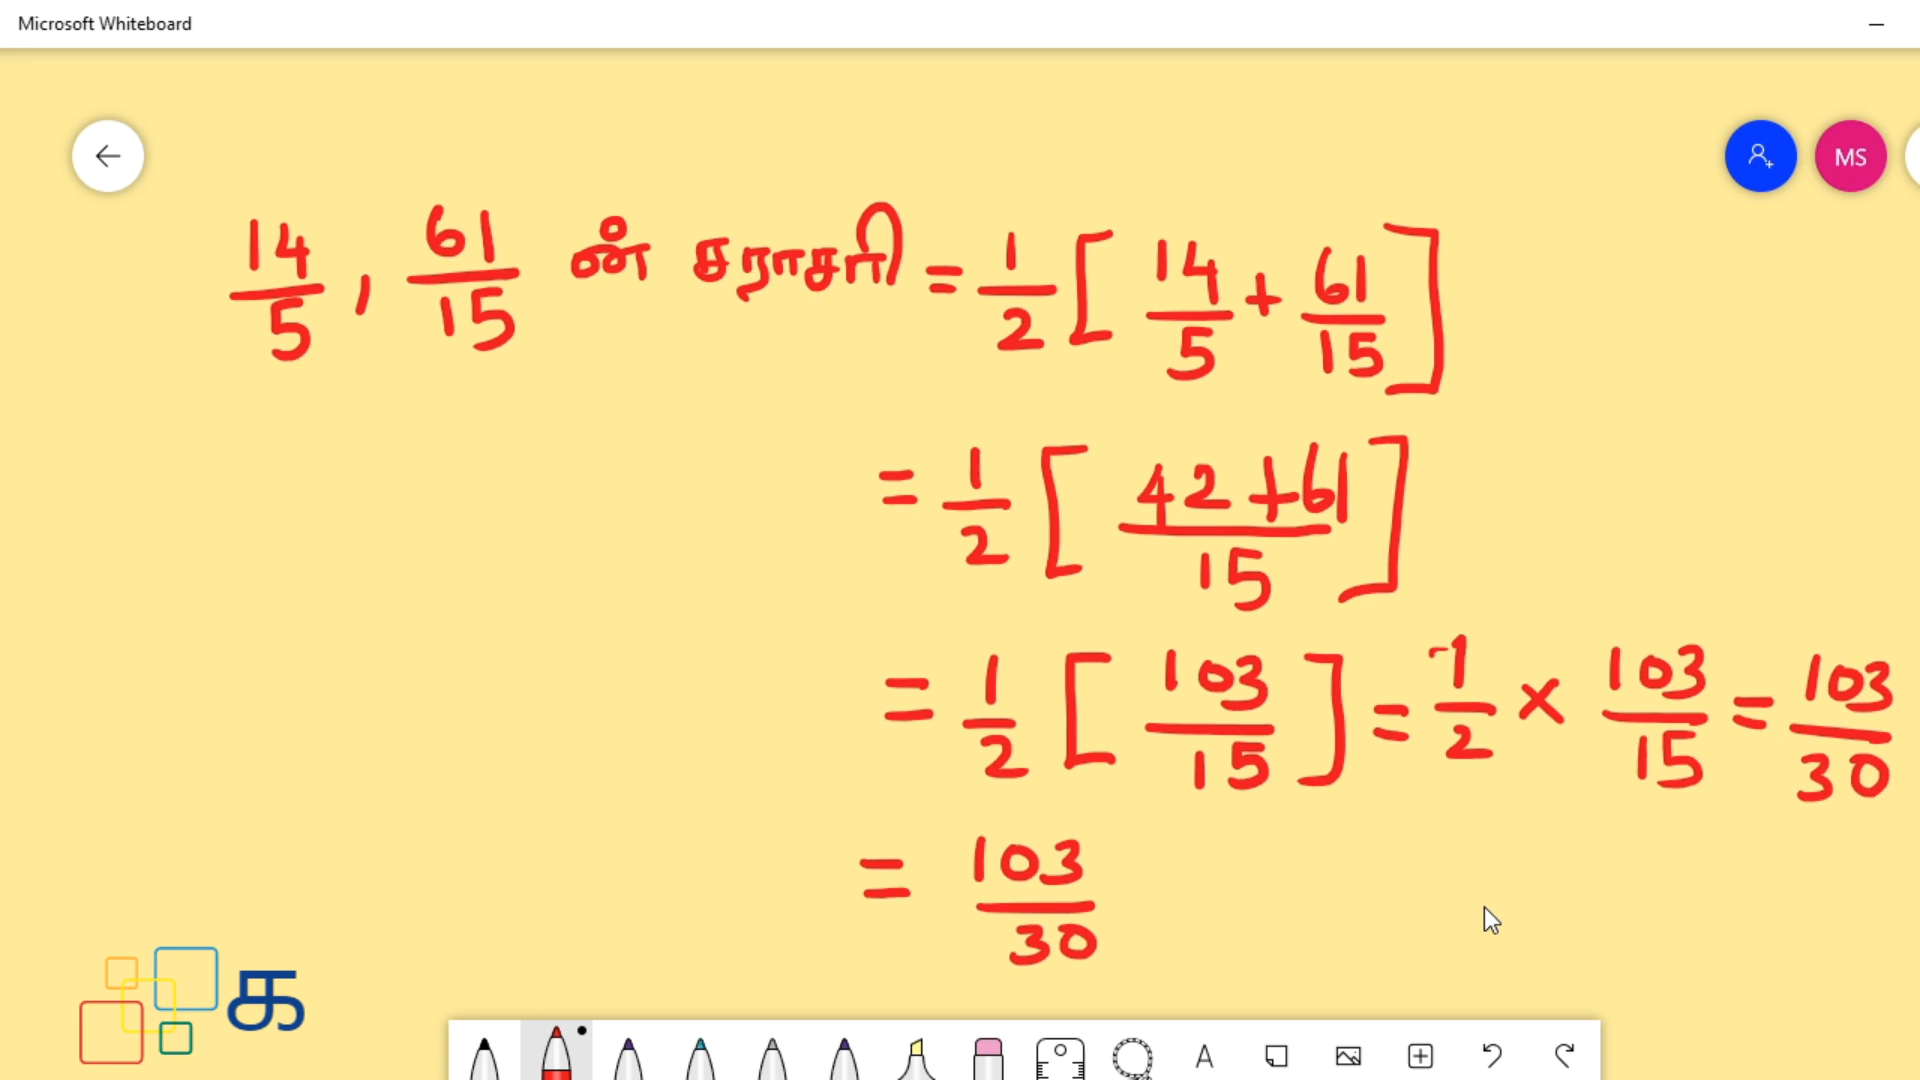 Microsoft Whiteboard
MS
14/5 , 61/15 ன் சராசரி = 1/2 [ 14/5 + 61/15 ]
= 1/2 [ 42 + 61 / 15 ]
= 1/2 [ 103/15 ] = 1/2 × 103/15 = 103/30
= 103/30
க
A